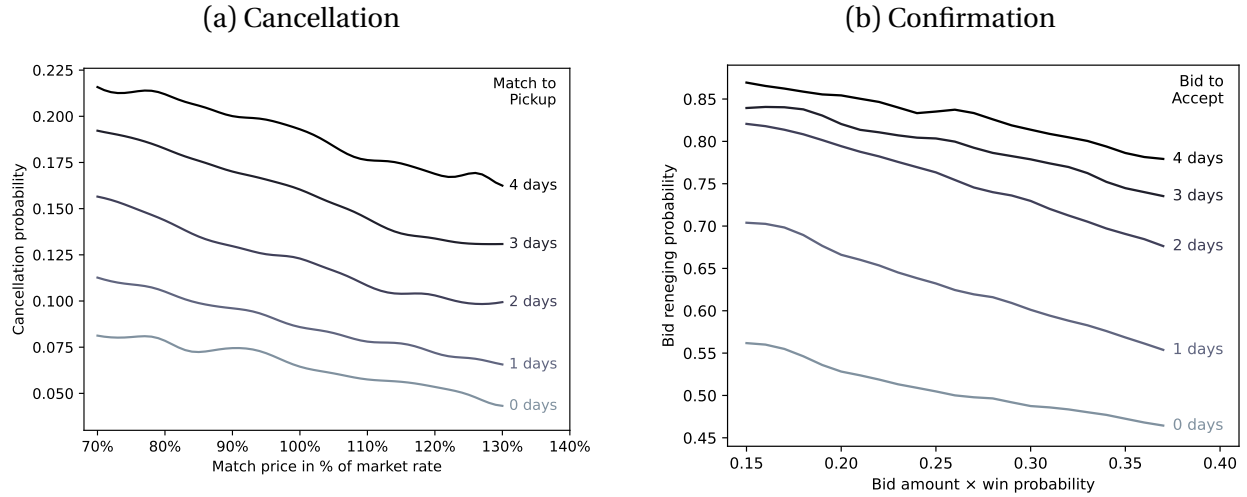 (a) Cancellation
Cancellation probability
0.225
0.200
0.175
0.150
0.125
0.100
0.075
0.050
Match to
Pickup
4 days
3 days
2 days
1 days
0 days
70%
80%
90%
100%
110%
120%
130%
140%
Match price in % of market rate
(b) Confirmation
Bid reneging probability
0.85
0.80
0.75
0.70
0.65
0.60
0.55
0.50
0.45
Bid to
Accept
4 days
3 days
2 days
1 days
0 days
0.15
0.20
0.25
0.30
0.35
0.40
Bid amount × win probability